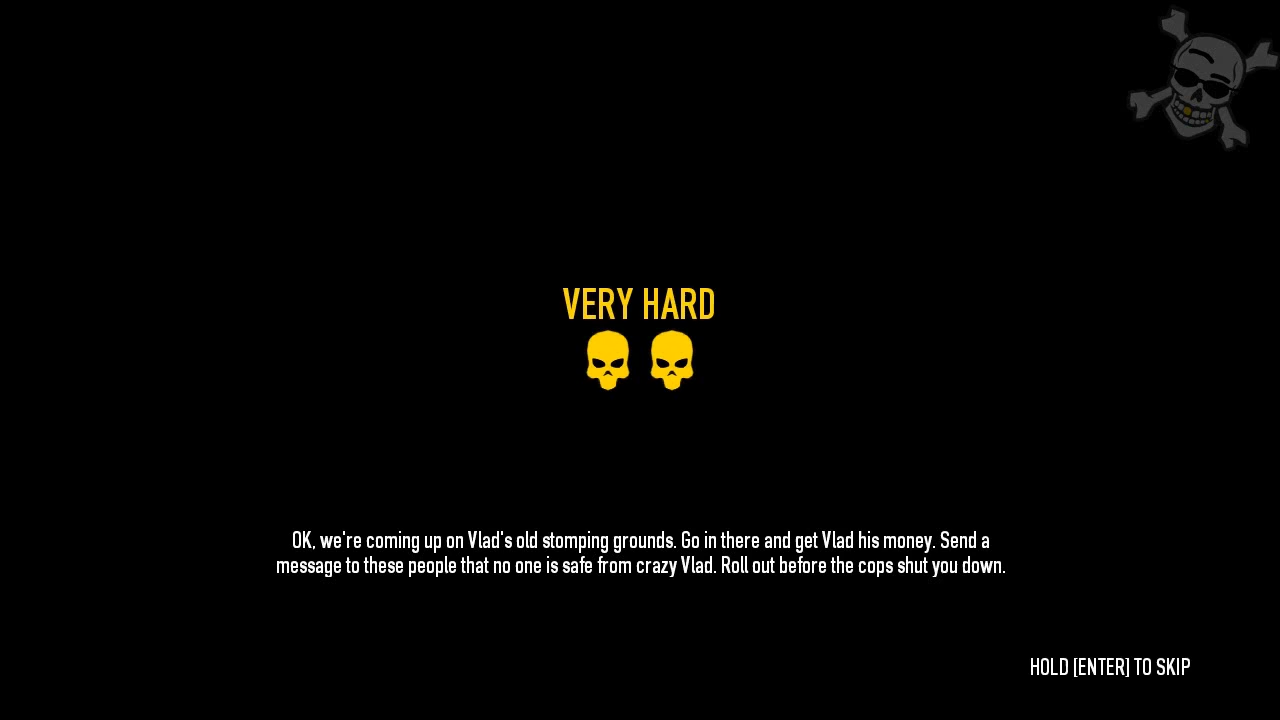 VERY HARD
OK, we're coming up on Vlad's old stomping grounds. Go in there and get Vlad his money. Send a
message to these people that no one is safe from crazy Vlad. Roll out before the cops shut you down.
HOLD [ENTER] TO SKIP